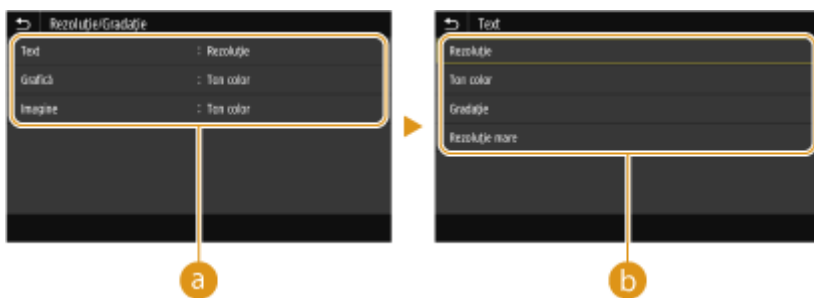 Rezoluție/Gradație
Text : Rezoluție
Grafică : Ton color
Imagine : Ton color
a
Text
Rezoluție
Ton color
Gradație
Rezoluție mare
b